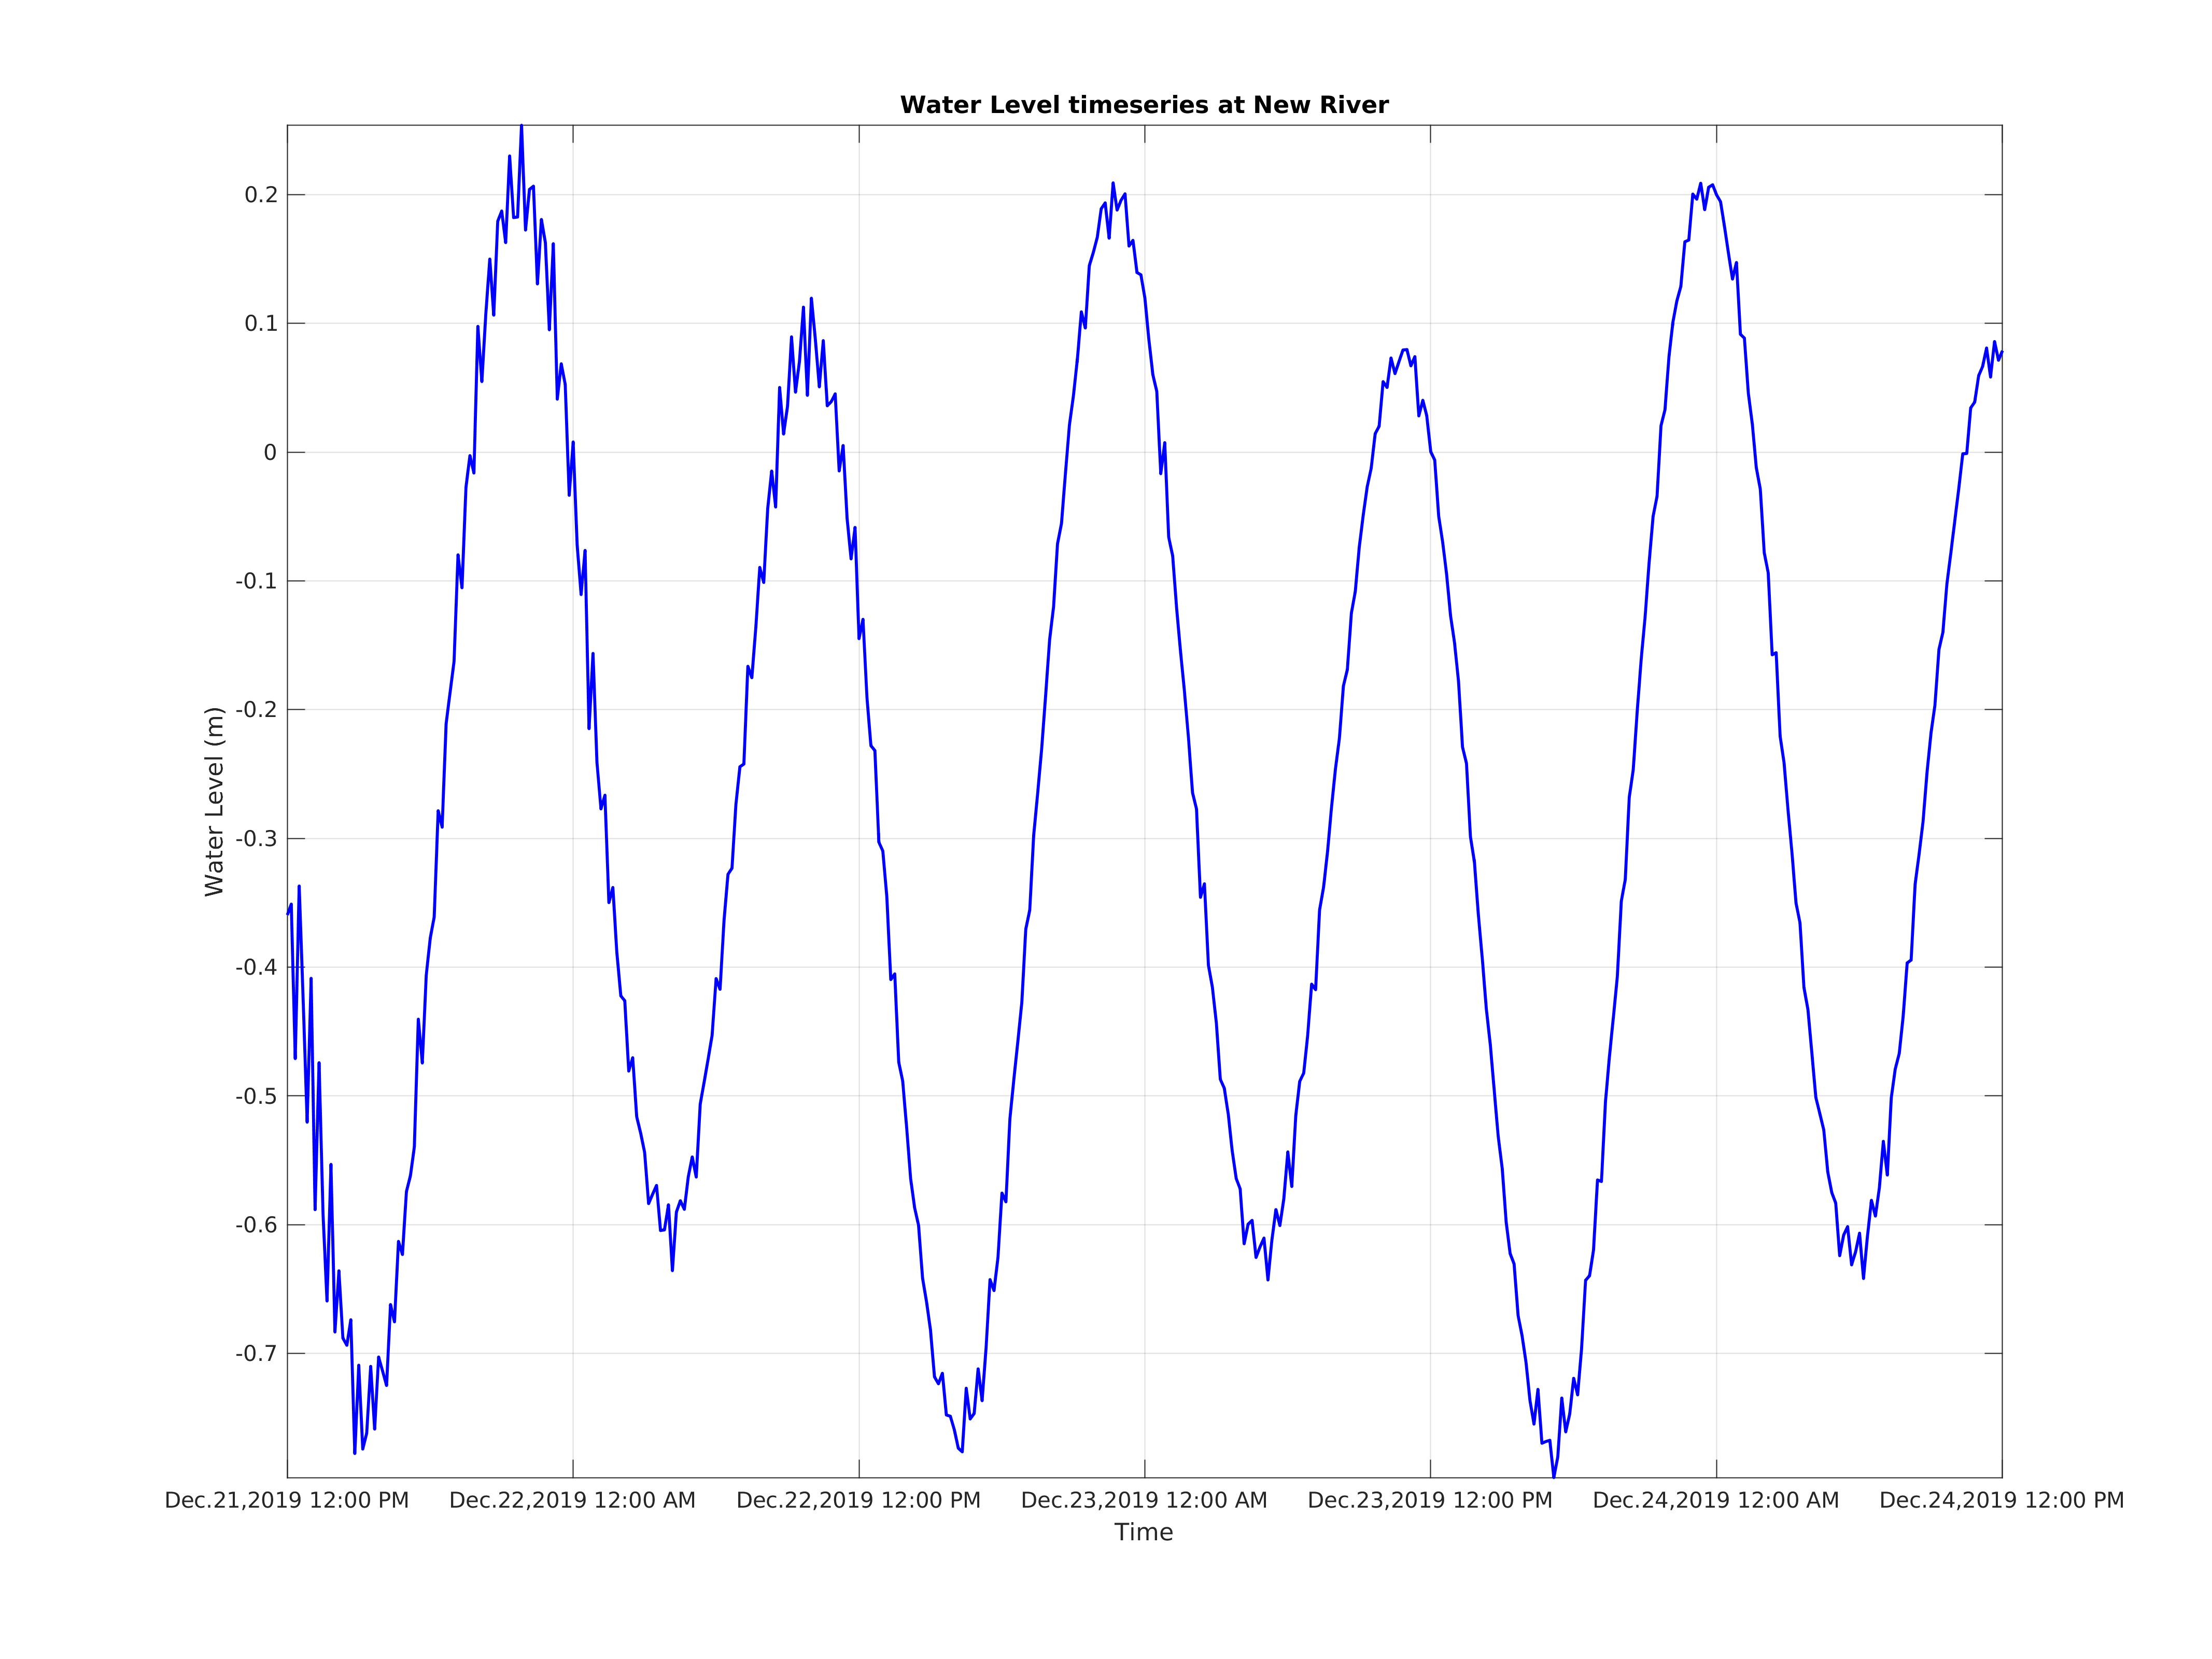 Water Level timeseries at New River
0.2
0.1
0
-0.1
-0.2
-0.3
-0.4
-0.5
-0.6
-0.7
Water Level (m)
Dec.21,2019 12:00 PM Dec.22,2019 12:00 AM Dec.22,2019 12:00 PM Dec.23,2019 12:00 AM Dec.23,2019 12:00 PM Dec.24,2019 12:00 AM Dec.24,2019 12:00 PM
Time